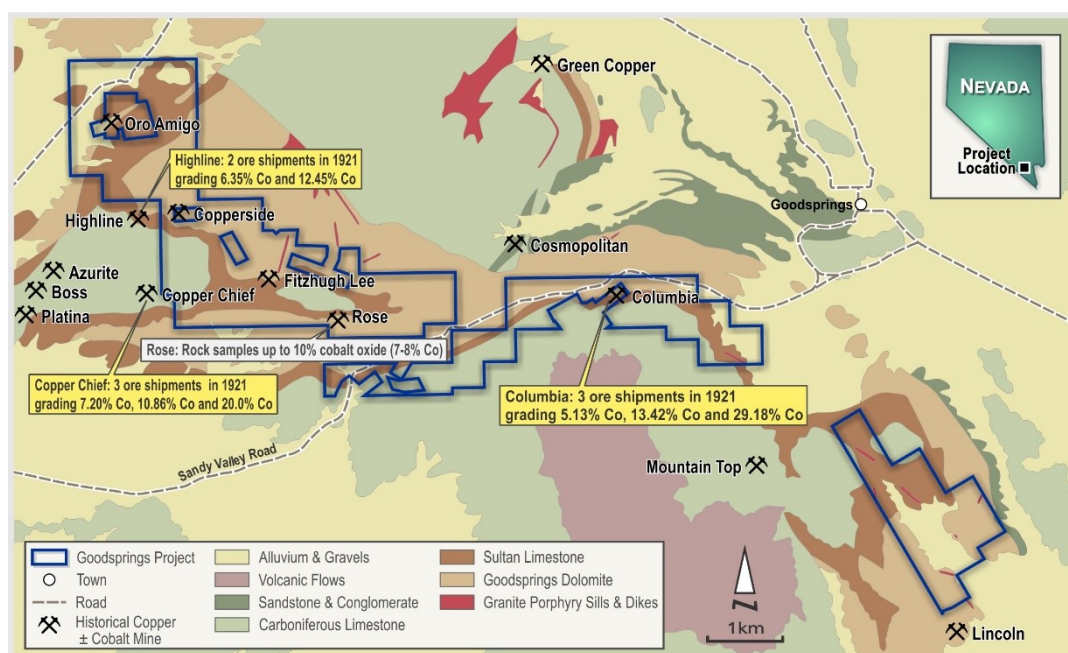 Green Copper
NEVADA
Project
Location
Oro Amigo
Highline: 2 ore shipments in 1921
grading 6.35% Co and 12.45% Co
Goodsprings
Highline
Copperside
Cosmopolitan
Azurite
Boss
Platina
Copper Chief
Fitzhugh Lee
Columbia
Rose
Rose: Rock samples up to 10% cobalt oxide (7-8% Co)
Copper Chief: 3 ore shipments in 1921
grading 7.20% Co, 10.86% Co and 20.0% Co
Columbia: 3 ore shipments in 1921
grading 5.13% Co, 13.42% Co and 29.18% Co
Sandy Valley Road
Mountain Top
Goodsprings Project
Town
Road
Historical Copper
± Cobalt Mine
Alluvium & Gravels
Volcanic Flows
Sandstone & Conglomerate
Carboniferous Limestone
Sultan Limestone
Goodsprings Dolomite
Granite Porphyry Sills & Dikes
N
1km
Lincoln